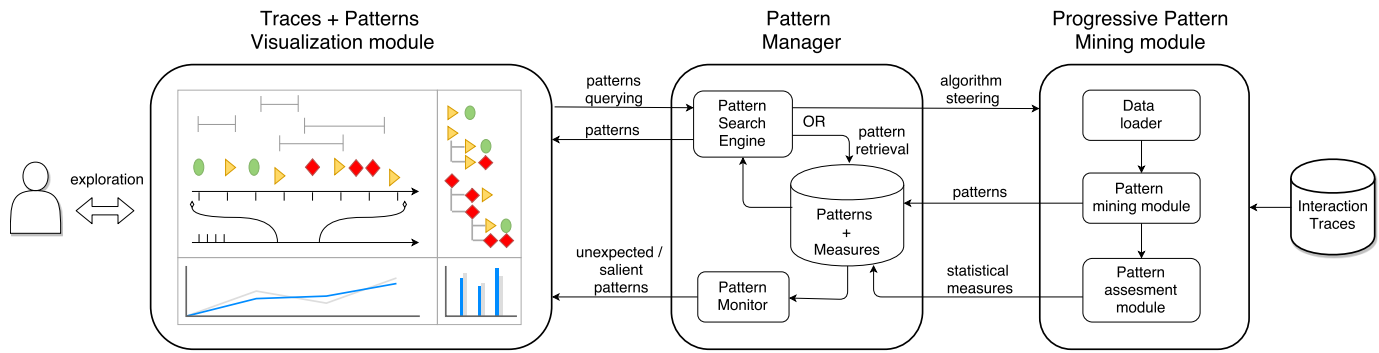 Traces + Patterns
Visualization module
Pattern
Manager
Progressive Pattern
Mining module
exploration
patterns
querying
patterns
unexpected /
salient
patterns
Pattern
Search
Engine
OR
pattern
retrieval
Patterns
+
Measures
Pattern
Monitor
algorithm
steering
patterns
statistical
measures
Data
loader
Pattern
mining module
Pattern
assesment
module
Interaction
Traces